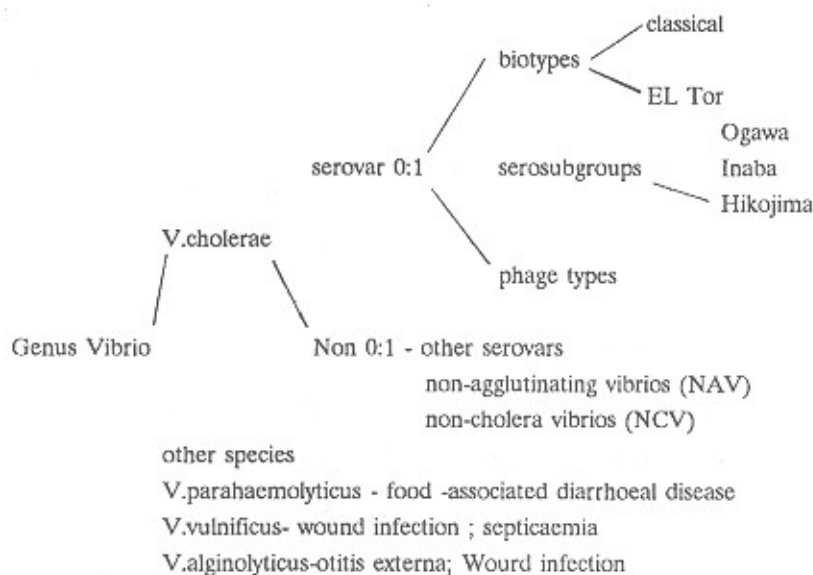 classical
biotypes
EL Tor
Ogawa
serovar 0:1 serosubgroups Inaba
Hikojima
V.cholerae
phage types
Genus Vibrio Non 0:1 - other serovars
non-agglutinating vibrios (NAV)
non-cholera vibrios (NCV)
other species
V.parahaemolyticus - food -associated diarrhoeal disease
V.vulnificus- wound infection ; septicaemia
V.alginolyticus-otitis externa; Wourd infection